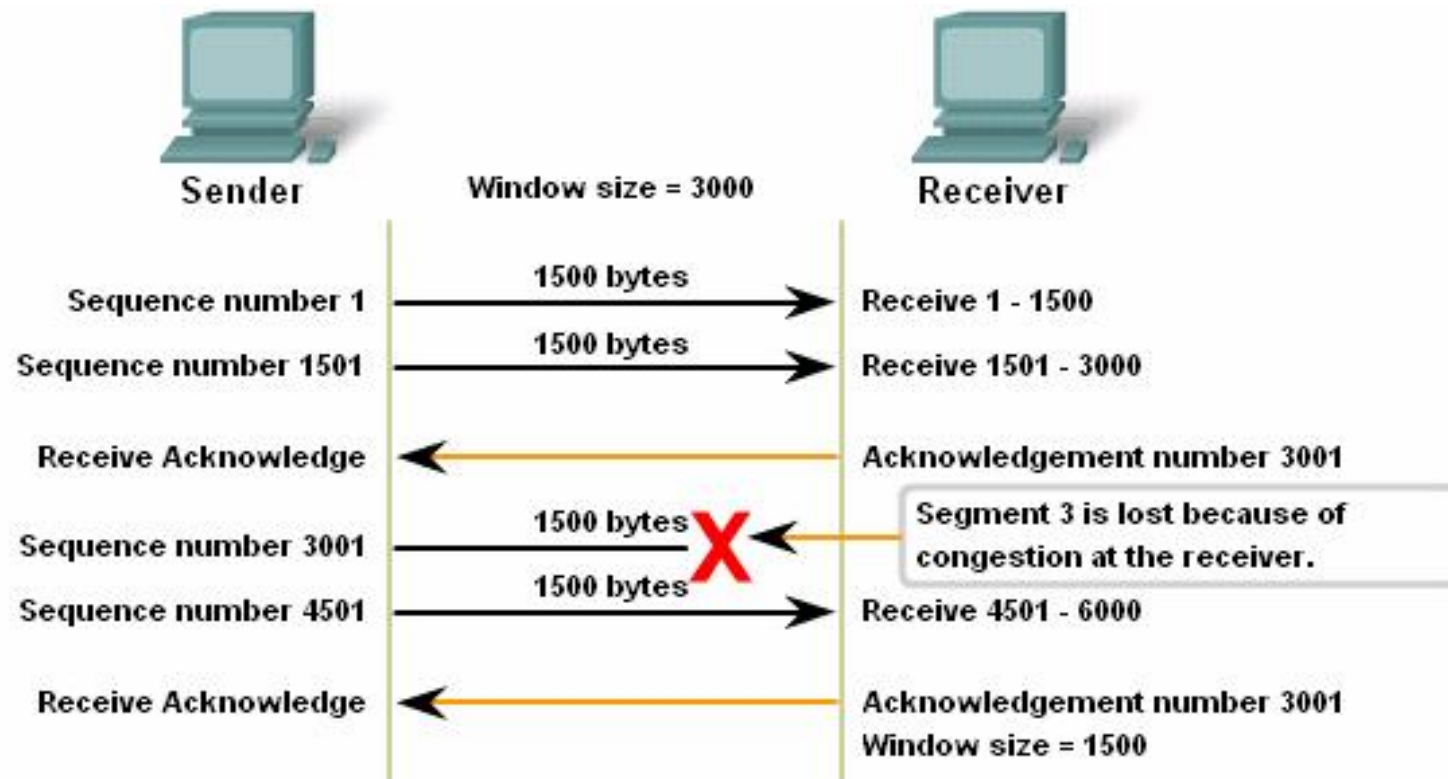 Sender
Window size = 3000
Receiver
1500 bytes
Sequence number 1
Receive 1 - 1500
1500 bytes
Sequence number 1501
Receive 1501 - 3000
Receive Acknowledge
Acknowledgement number 3001
1500 bytes
Segment 3 is lost because of
congestion at the receiver.
Sequence number 3001
1500 bytes
Sequence number 4501
Receive 4501 - 6000
Receive Acknowledge
Acknowledgement number 3001
Window size = 1500